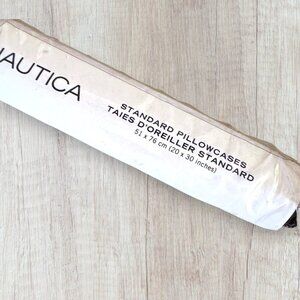 NAUTICA
STANDARD PILLOWCASES
TAIES D'OREILLER STANDARD
51 x 76 cm (20 x 30 inches)